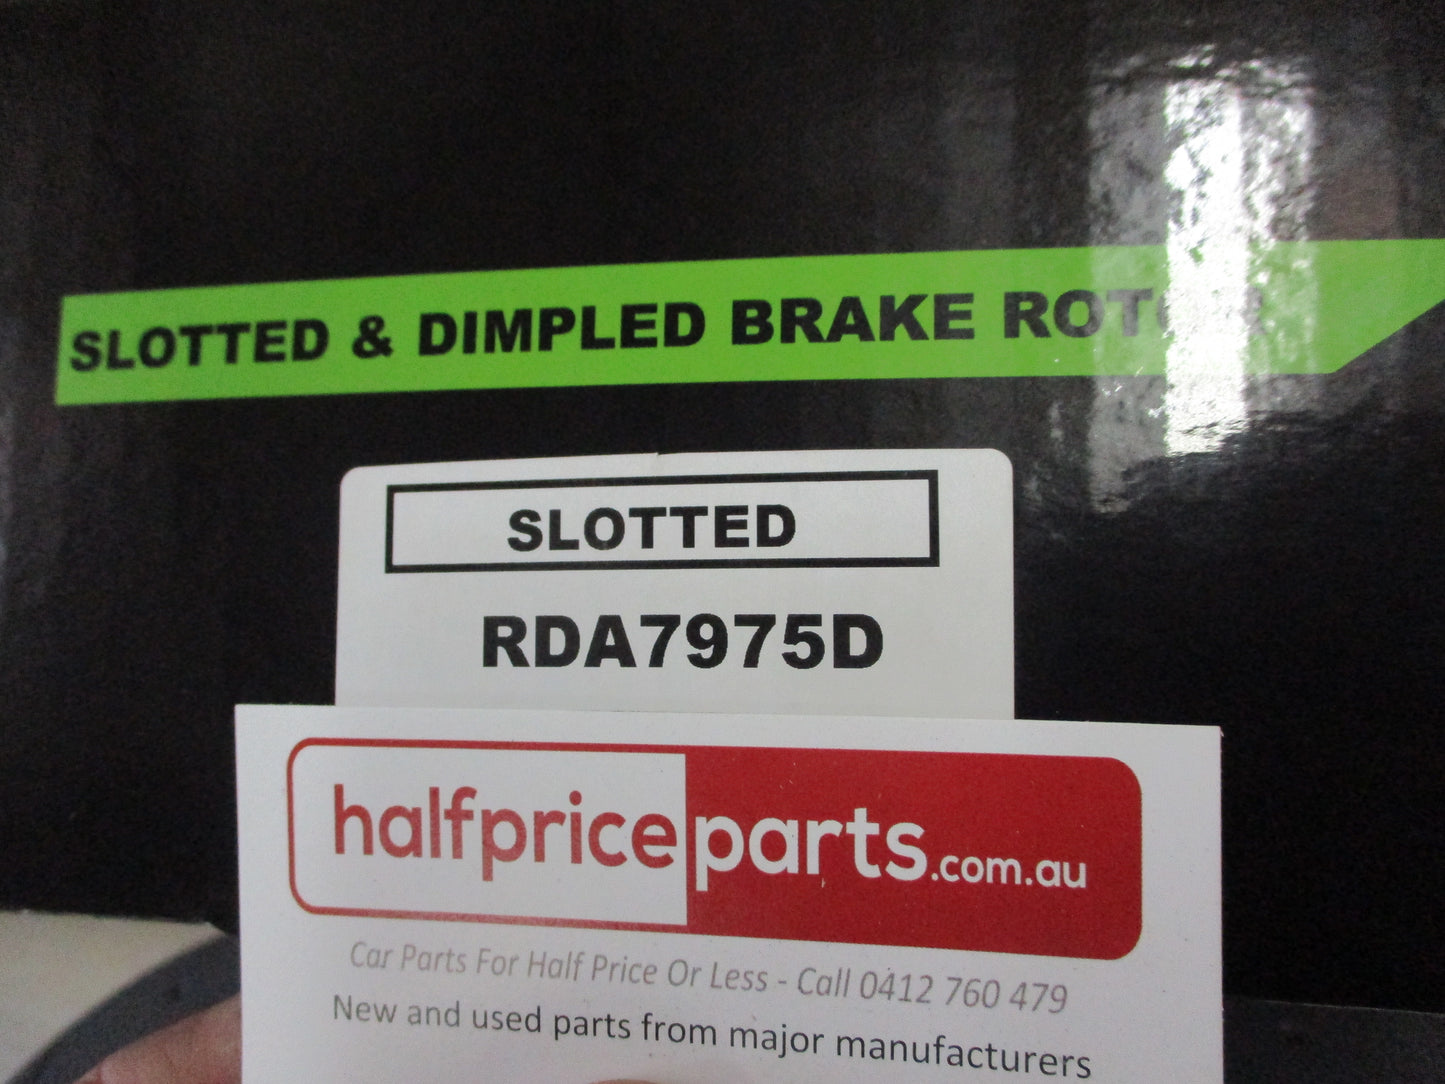 SLOTTED & DIMPLED BRAKE ROTOR
SLOTTED
RDA7975D
halfpriceparts.com.au
Car Parts For Half Price Or Less - Call 0412 760 479
New and used parts from major manufacturers